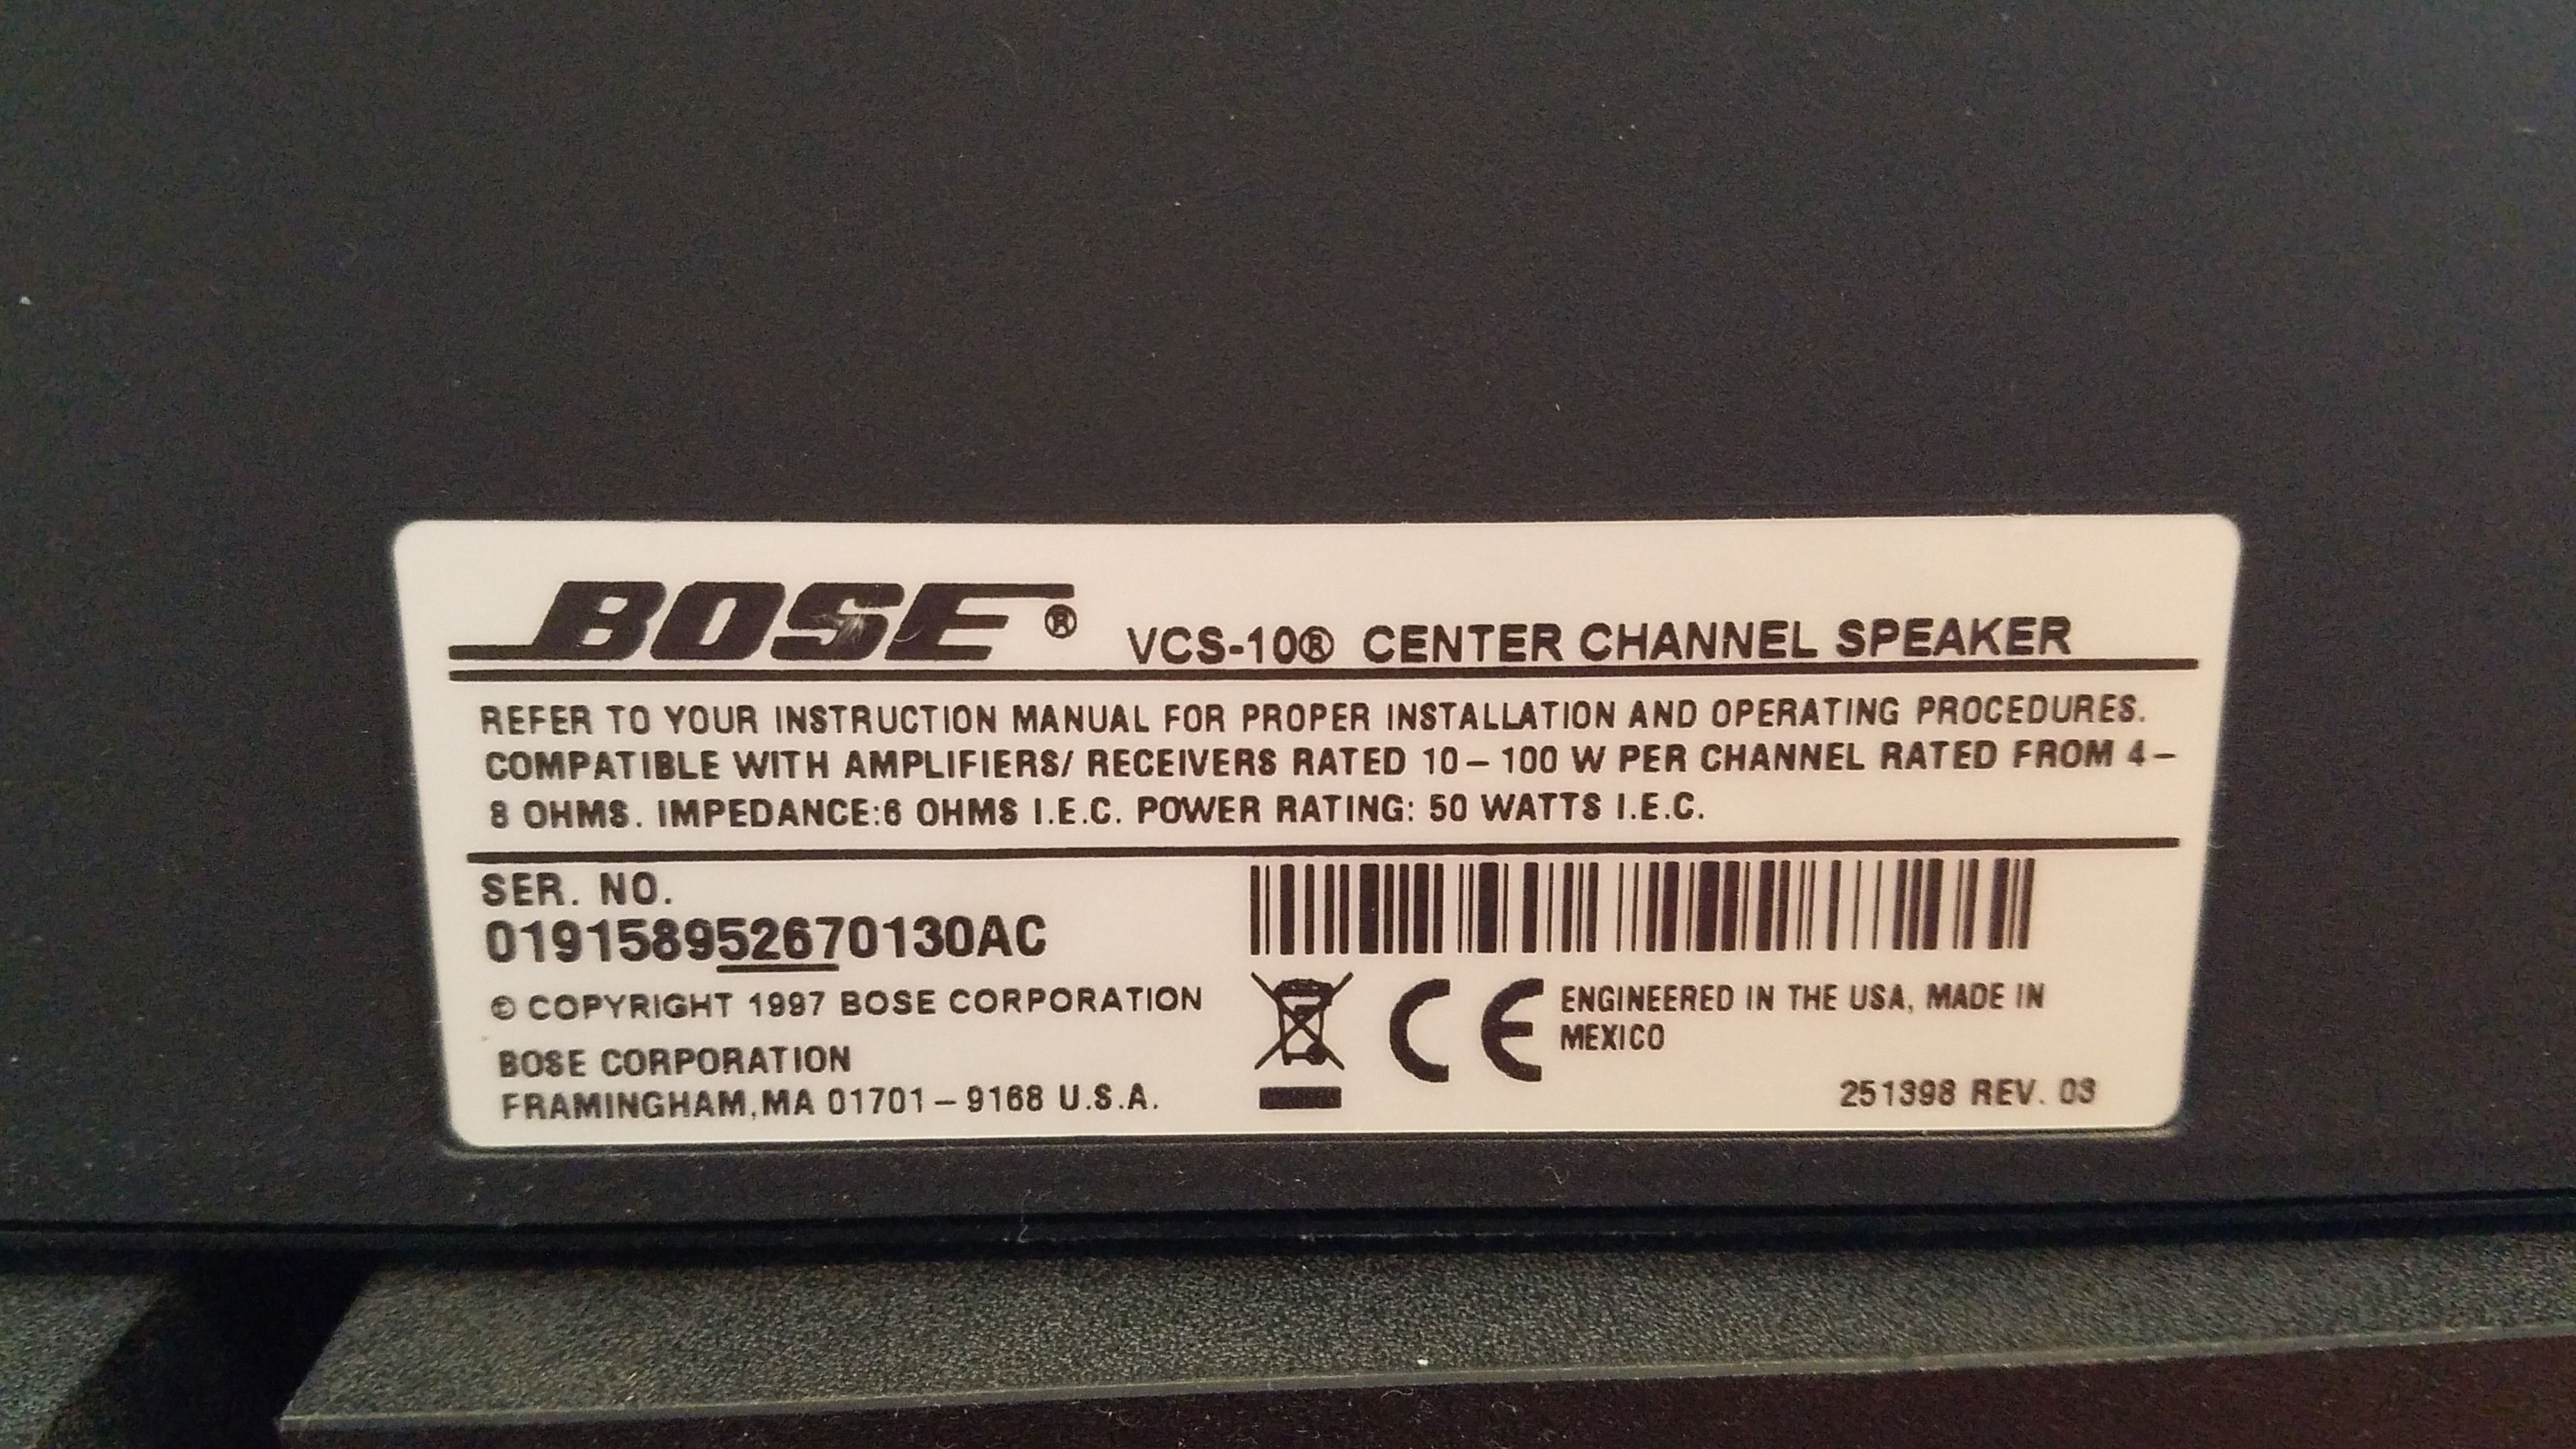 BOSE® VCS-10® CENTER CHANNEL SPEAKER
REFER TO YOUR INSTRUCTION MANUAL FOR PROPER INSTALLATION AND OPERATING PROCEDURES.
COMPATIBLE WITH AMPLIFIERS/ RECEIVERS RATED 10 – 100 W PER CHANNEL RATED FROM 4 –
8 OHMS. IMPEDANCE:6 OHMS I.E.C. POWER RATING: 50 WATTS I.E.C.
SER. NO.
019158952670130AC
© COPYRIGHT 1997 BOSE CORPORATION
BOSE CORPORATION
FRAMINGHAM,MA 01701 – 9168 U.S.A.
CE
ENGINEERED IN THE USA, MADE IN
MEXICO
251398 REV. 03